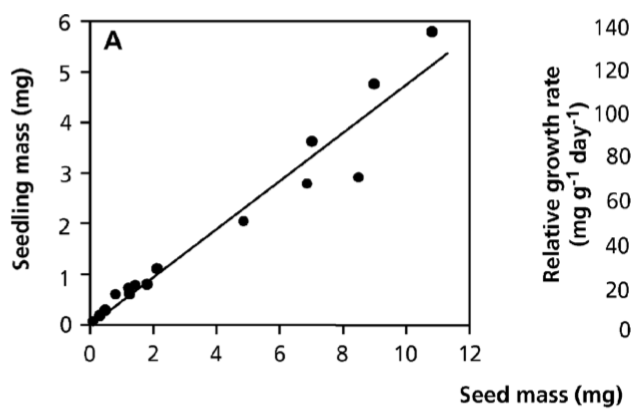 A
Seedling mass (mg)
6
5
4
3
2
1
0
0 2 4 6 8 10 12
Relative growth rate
(mg g⁻¹ day⁻¹)
140
120
100
80
60
40
20
0
Seed mass (mg)